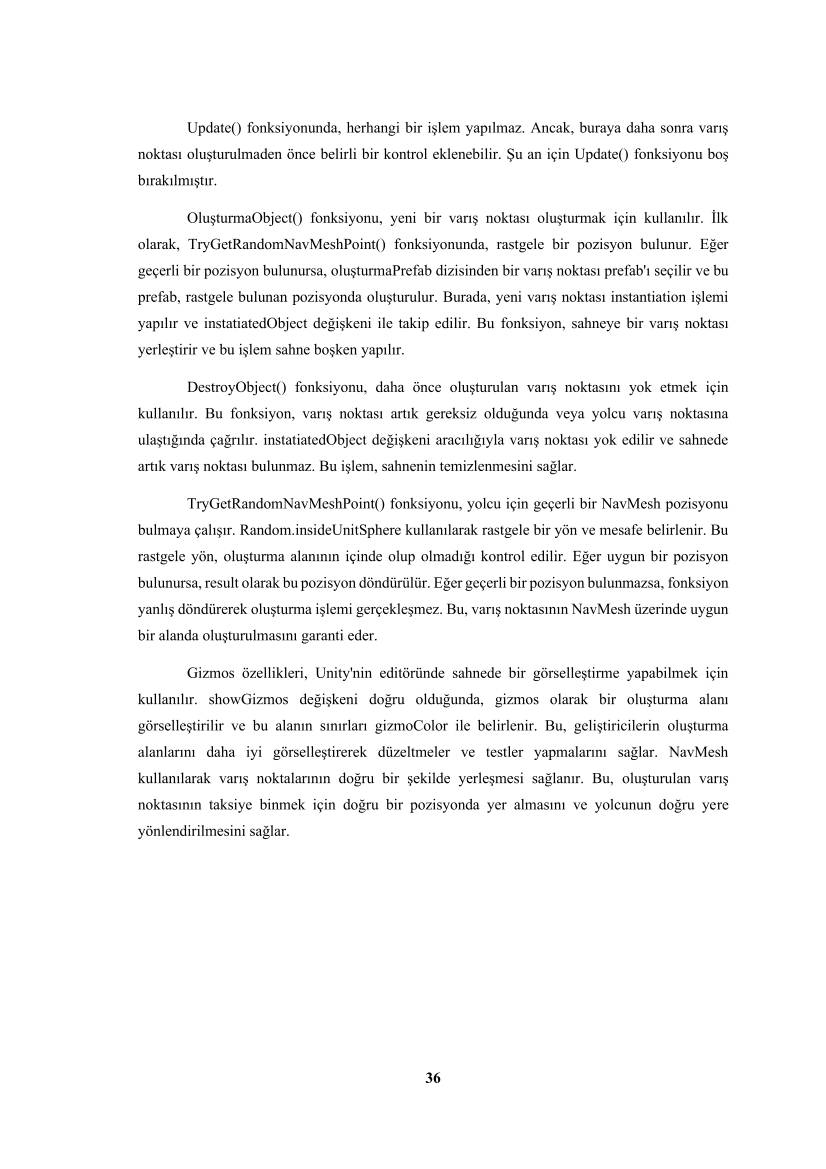 Update() fonksiyonunda, herhangi bir işlem yapılmaz. Ancak, buraya daha sonra varış
noktası oluşturulmaden önce belirli bir kontrol eklenebilir. Şu an için Update() fonksiyonu boş
bırakılmıştır.
OluşturmaObject() fonksiyonu, yeni bir varış noktası oluşturmak için kullanılır. İlk
olarak, TryGetRandomNavMeshPoint() fonksiyonunda, rastgele bir pozisyon bulunur. Eğer
geçerli bir pozisyon bulunursa, oluşturmaPrefab dizisinden bir varış noktası prefab'ı seçilir ve bu
prefab, rastgele bulunan pozisyonda oluşturulur. Burada, yeni varış noktası instantiation işlemi
yapılır ve instatiatedObject değişkeni ile takip edilir. Bu fonksiyon, sahneye bir varış noktası
yerleştirir ve bu işlem sahne boşken yapılır.
DestroyObject() fonksiyonu, daha önce oluşturulan varış noktasını yok etmek için
kullanılır. Bu fonksiyon, varış noktası artık gereksiz olduğunda veya yolcu varış noktasına
ulaştığında çağrılır. instatiatedObject değişkeni aracılığıyla varış noktası yok edilir ve sahnede
artık varış noktası bulunmaz. Bu işlem, sahnenin temizlenmesini sağlar.
TryGetRandomNavMeshPoint() fonksiyonu, yolcu için geçerli bir NavMesh pozisyonu
bulmaya çalışır. Random.insideUnitSphere kullanılarak rastgele bir yön ve mesafe belirlenir. Bu
rastgele yön, oluşturma alanının içinde olup olmadığı kontrol edilir. Eğer uygun bir pozisyon
bulunursa, result olarak bu pozisyon döndürülür. Eğer geçerli bir pozisyon bulunmazsa, fonksiyon
yanlış döndürerek oluşturma işlemi gerçekleşmez. Bu, varış noktasının NavMesh üzerinde uygun
bir alanda oluşturulmasını garanti eder.
Gizmos özellikleri, Unity'nin editöründe sahnede bir görselleştirme yapabilmek için
kullanılır. showGizmos değişkeni doğru olduğunda, gizmos olarak bir oluşturma alanı
görselleştirilir ve bu alanın sınırları gizmoColor ile belirlenir. Bu, geliştiricilerin oluşturma
alanlarını daha iyi görselleştirerek düzeltmeler ve testler yapmalarını sağlar. NavMesh
kullanılarak varış noktalarının doğru bir şekilde yerleşmesi sağlanır. Bu, oluşturulan varış
noktasının taksiye binmek için doğru bir pozisyonda yer almasını ve yolcunun doğru yere
yönlendirilmesini sağlar.
36